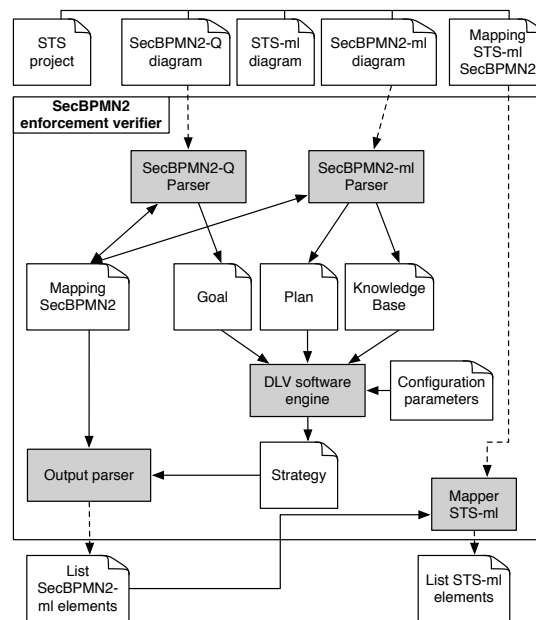 STS
project
SecBPMN2-Q
diagram
STS-ml
diagram
SecBPMN2-ml
diagram
Mapping
STS-ml
SecBPMN2
SecBPMN2
enforcement verifier
SecBPMN2-Q
Parser
SecBPMN2-ml
Parser
Mapping
SecBPMN2
Goal
Plan
Knowledge
Base
DLV software
engine
Configuration
parameters
Output parser
Strategy
Mapper
STS-ml
List
SecBPMN2-
ml elements
List STS-ml
elements